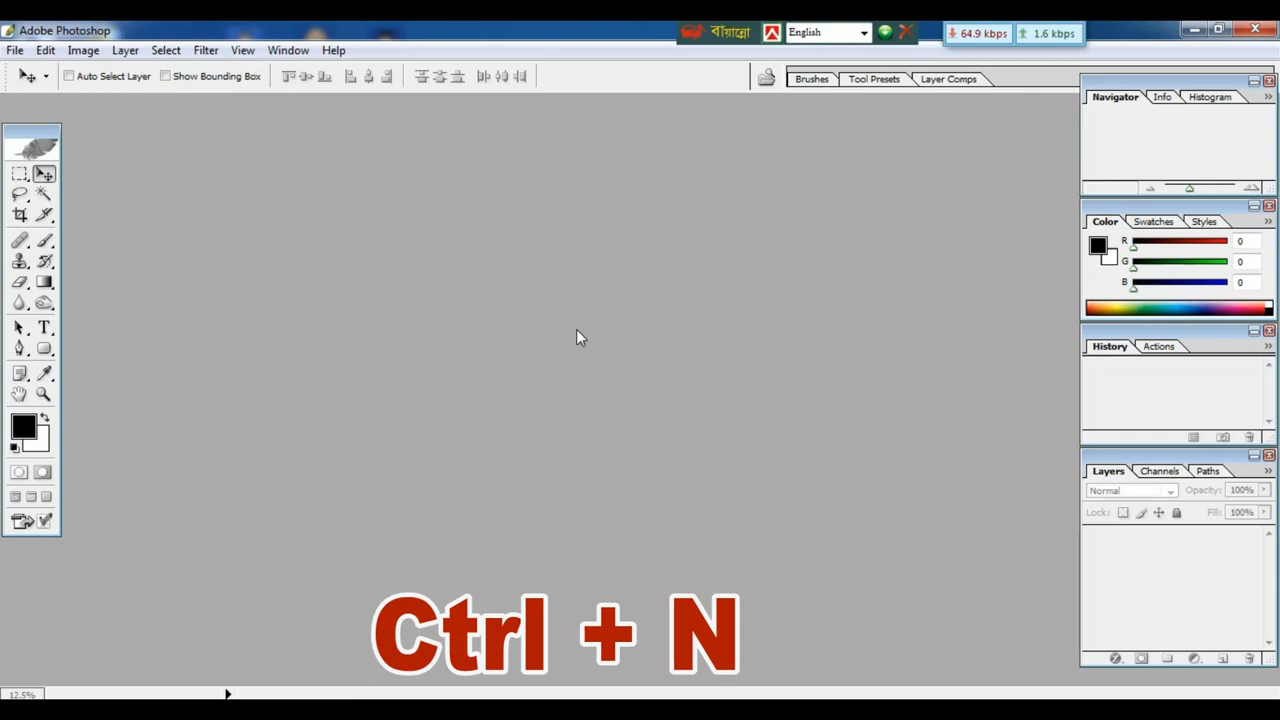 Adobe Photoshop
বায়ান্নো English 64.9 kbps 1.6 kbps
File Edit Image Layer Select Filter View Window Help
Auto Select Layer Show Bounding Box Brushes Tool Presets Layer Comps
Navigator Info Histogram
Color Swatches Styles
R 0
G 0
B 0
T
History Actions
Layers Channels Paths
Normal Opacity: 100%
Lock: Fill: 100%
Ctrl + N
12.5%